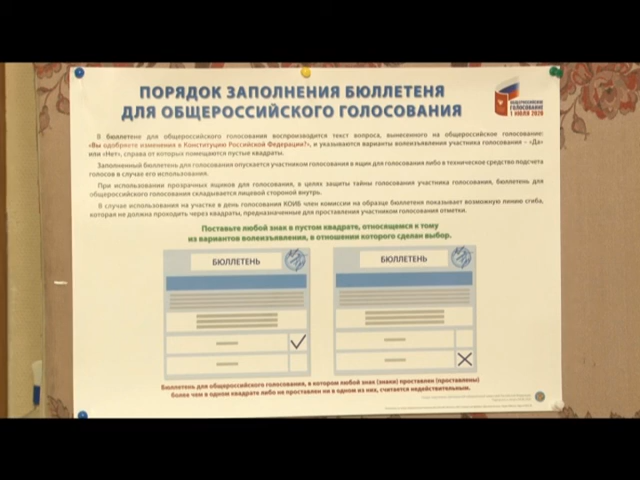 ПОРЯДОК ЗАПОЛНЕНИЯ БЮЛЛЕТЕНЯ
ДЛЯ ОБЩЕРОССИЙСКОГО ГОЛОСОВАНИЯ
ОБЩЕРОССИЙСКОЕ
ГОЛОСОВАНИЕ
1 ИЮЛЯ 2020
В бюллетене для общероссийского голосования воспроизводится текст вопроса, вынесенного на общероссийское голосование:
«Вы одобряете изменения в Конституцию Российской Федерации?», и указываются варианты волеизъявления участника голосования – «Да»
или «Нет», справа от которых помещаются пустые квадраты.
Заполненный бюллетень для голосования опускается участником голосования в ящик для голосования либо в техническое средство подсчета
голосов в случае его использования.
При использовании прозрачных ящиков для голосования, в целях защиты тайны голосования участника голосования, бюллетень для
общероссийского голосования складывается лицевой стороной внутрь.
В случае использования на участке в день голосования КОИБ член комиссии на образце бюллетеня показывает возможную линию сгиба,
которая не должна проходить через квадраты, предназначенные для проставления участником голосования отметки.
Поставьте любой знак в пустом квадрате, относящемся к тому
из вариантов волеизъявления, в отношении которого сделан выбор.
БЮЛЛЕТЕНЬ
БЮЛЛЕТЕНЬ
Бюллетень для общероссийского голосования, в котором любой знак (знаки) проставлен (проставлены)
более чем в одном квадрате либо не проставлен ни в одном из них, считается недействительным.